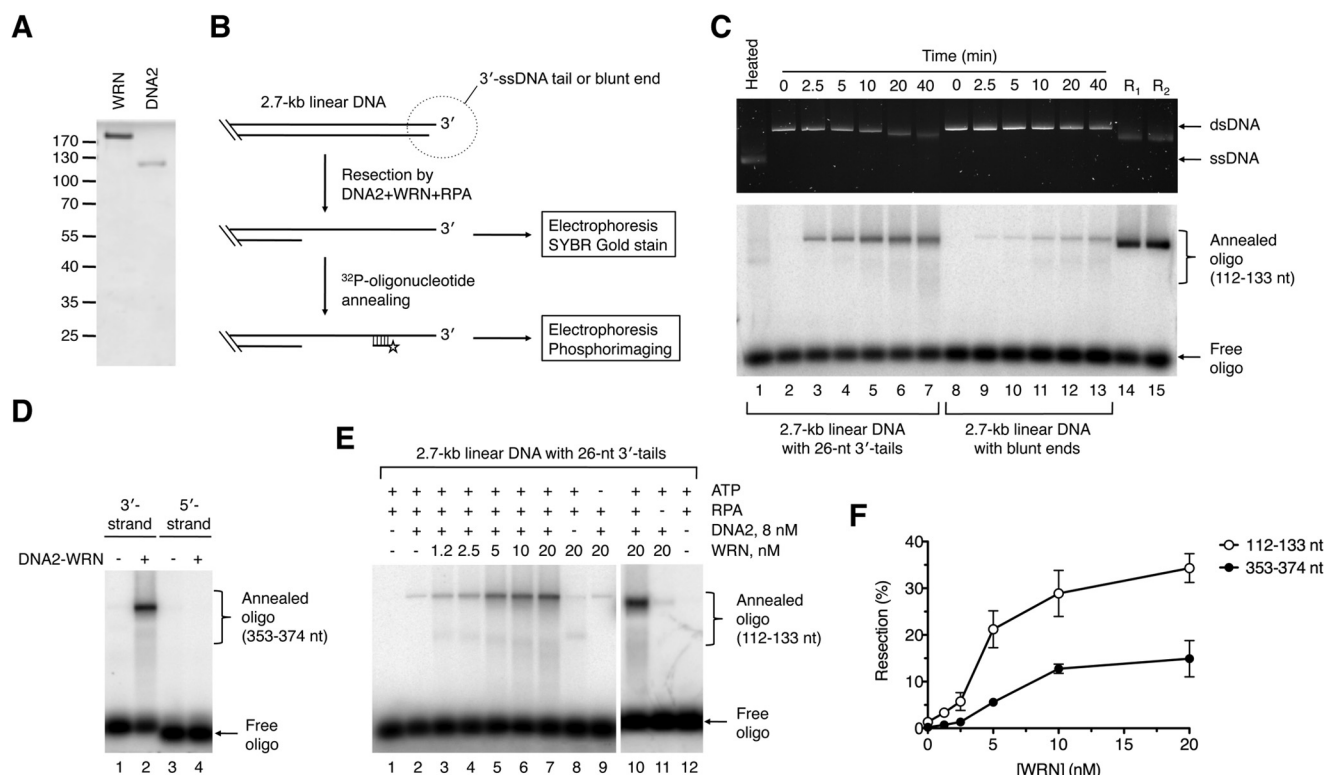 A
WRN
DNA2
170
130
100
70
55
40
35
25
B
3′-ssDNA tail or blunt end
2.7-kb linear DNA
3′
Resection by
DNA2+WRN+RPA
3′
Electrophoresis
SYBR Gold stain
32P-oligonucleotide
annealing
3′
Electrophoresis
Phosphorimaging
C
Heated
Time (min)
0 2.5 5 10 20 40 0 2.5 5 10 20 40 R1 R2
dsDNA
ssDNA
Annealed
oligo
(112-133 nt)
Free
oligo
1 2 3 4 5 6 7 8 9 10 11 12 13 14 15
2.7-kb linear DNA
with 26-nt 3′-tails
2.7-kb linear DNA
with blunt ends
D
3′-
strand
5′-
strand
DNA2-WRN - + - +
Annealed
oligo
(353-374 nt)
Free
oligo
1 2 3 4
E
2.7-kb linear DNA with 26-nt 3′-tails
+ + + + + + + + - + + + ATP
+ + + + + + + + + + - + RPA
- + + + + + + - + + + - DNA2, 8 nM
- - 1.2 2.5 5 10 20 20 20 20 20 - WRN, nM
Annealed
oligo
(112-133 nt)
Free
oligo
1 2 3 4 5 6 7 8 9 10 11 12
F
Resection (%)
40
30
20
10
0
0 5 10 15 20
[WRN] (nM)
112-133 nt
353-374 nt